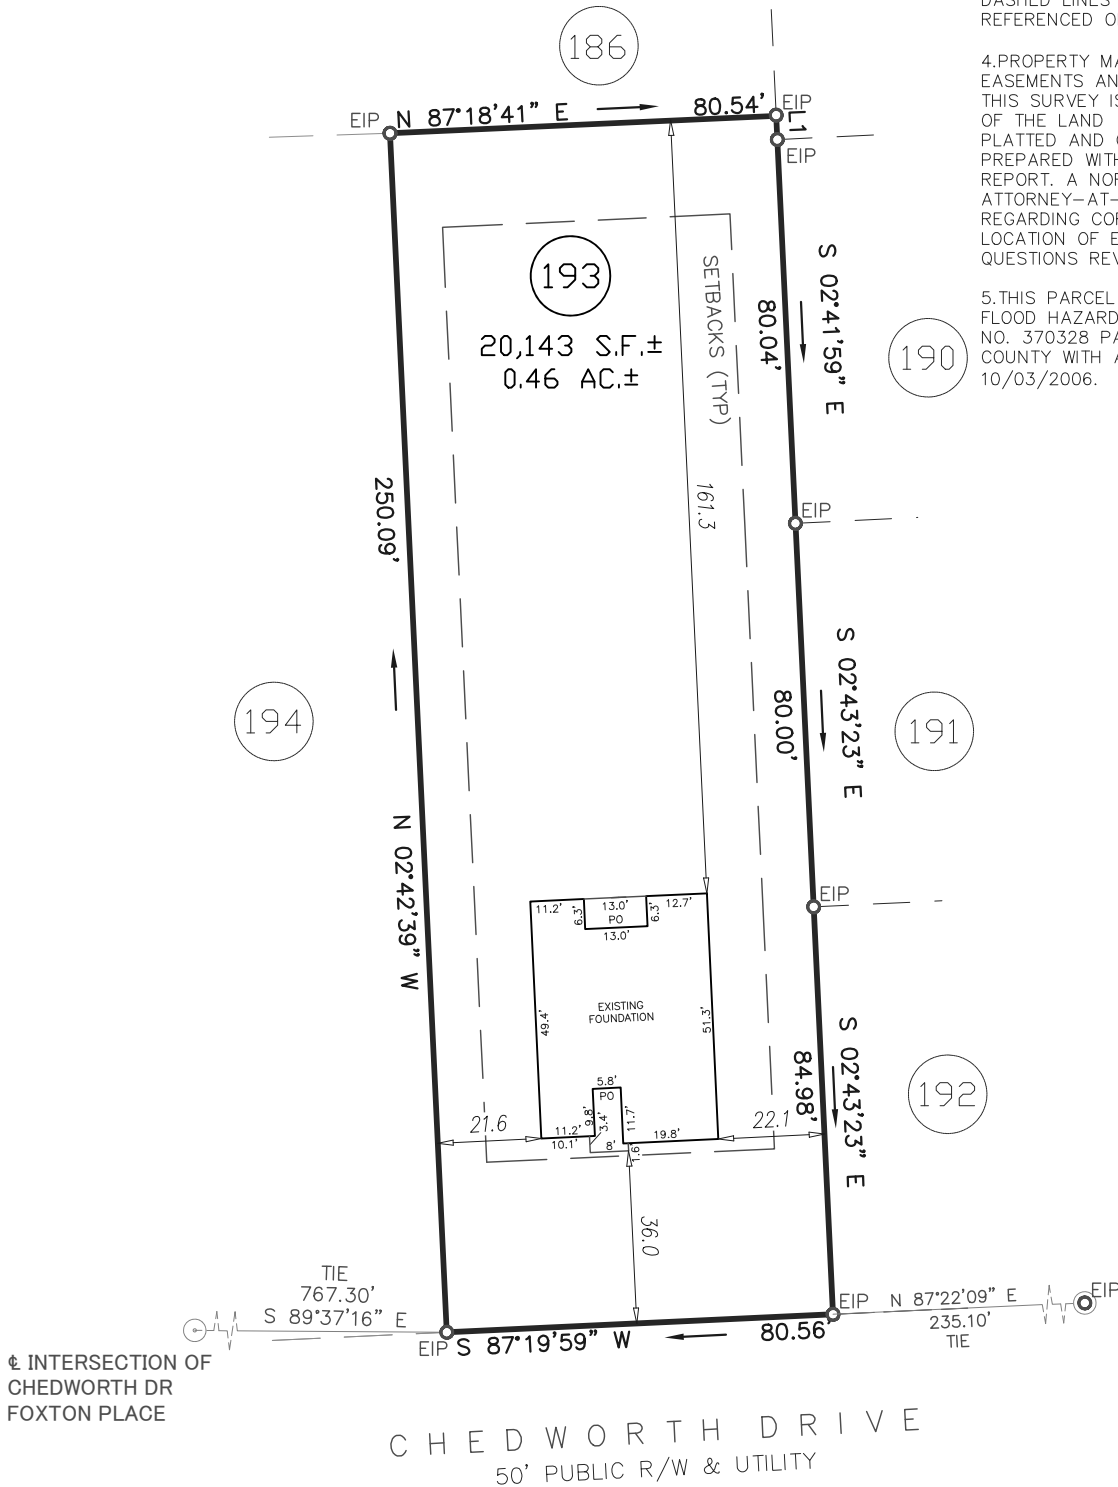 186
DASHED LINES
REFERENCED O
4.PROPERTY MA
EASEMENTS AN
THIS SURVEY IS
OF THE LAND
PLATTED AND
PREPARED WITH
REPORT. A NOR
ATTORNEY-AT-
REGARDING COR
LOCATION OF E
QUESTIONS REV
5.THIS PARCEL
FLOOD HAZARD
NO. 370328 PA
COUNTY WITH A
10/03/2006.
EIP
N 87°18'41" E
80.54'
EIP
L1
EIP
193
20,143 S.F.±
0.46 AC.±
SETBACKS (TYP)
80.04'
S 02°41'59" E
190
250.09'
161.3
EIP
194
80.00'
S 02°43'23" E
191
N 02°42'39" W
EIP
11.2'
6.3'
13.0'
PO
13.0'
6.3'
12.7'
EXISTING
FOUNDATION
49.4'
51.3'
84.98'
S 02°43'23" E
192
5.8'
PO
9.8'
3.4'
11.7'
21.6
11.2'
10.1'
8'
1.6'
19.8'
22.1
36.0
TIE
767.30'
S 89°37'16" E
EIP
S 87°19'59" W
80.56'
EIP
N 87°22'09" E
235.10'
TIE
EIP
℄ INTERSECTION OF
CHEDWORTH DR
FOXTON PLACE
CHEDWORTH DRIVE
50' PUBLIC R/W & UTILITY